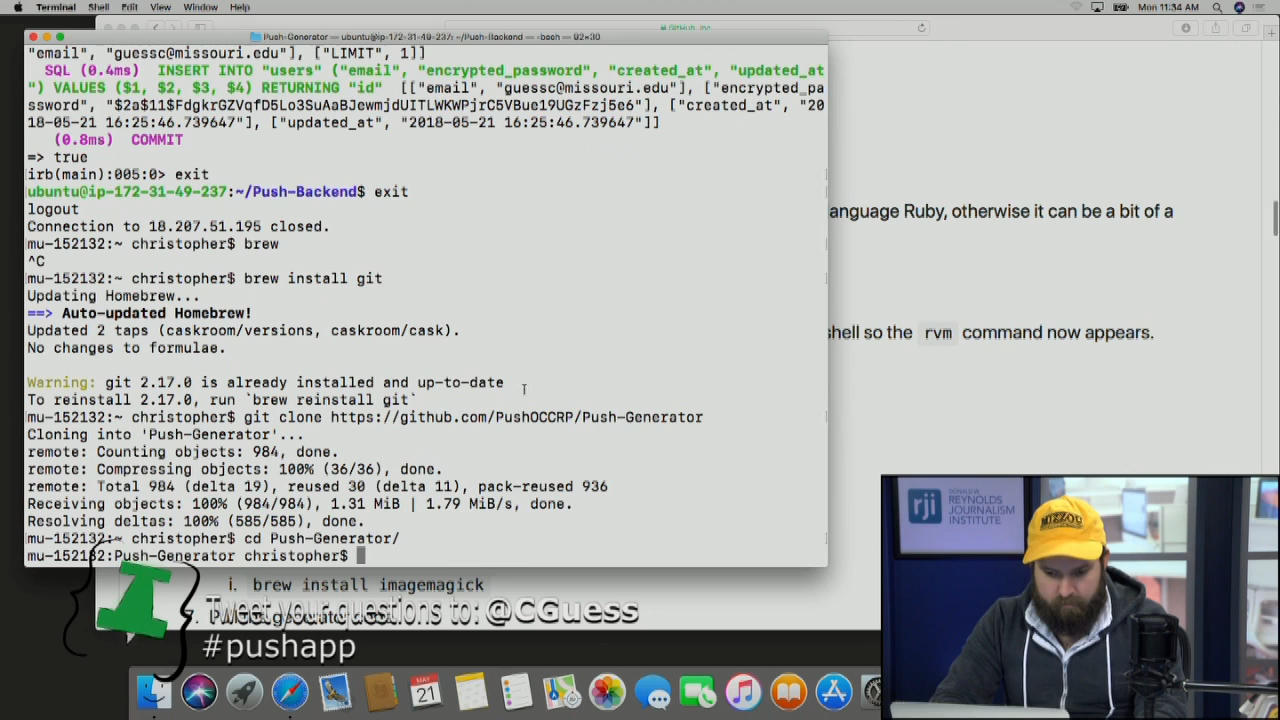 Terminal Shell Edit View Window Help Mon 11:34 AM
GitHub, Inc.
Push-Generator — ubuntu@ip-172-31-49-237: ~/Push-Backend — -bash — 92×30
"email", "guessc@missouri.edu"], ["LIMIT", 1]]
SQL (0.4ms) INSERT INTO "users" ("email", "encrypted_password", "created_at", "updated_at
") VALUES ($1, $2, $3, $4) RETURNING "id" [["email", "guessc@missouri.edu"], ["encrypted_pa
ssword", "$2a$11$FdgkrGZVqfD5Lo3SuAaBJewmjdUITLWKWPjrC5VBue19UGzFzj5e6"], ["created_at", "20
18-05-21 16:25:46.739647"], ["updated_at", "2018-05-21 16:25:46.739647"]]
(0.8ms) COMMIT
=> true
irb(main):005:0> exit
ubuntu@ip-172-31-49-237:~/Push-Backend$ exit
logout
Connection to 18.207.51.195 closed.
mu-152132:~ christopher$ brew
^C
mu-152132:~ christopher$ brew install git
Updating Homebrew...
==> Auto-updated Homebrew!
Updated 2 taps (caskroom/versions, caskroom/cask).
No changes to formulae.
Warning: git 2.17.0 is already installed and up-to-date
To reinstall 2.17.0, run `brew reinstall git`
mu-152132:~ christopher$ git clone https://github.com/PushOCCRP/Push-Generator
Cloning into 'Push-Generator'...
remote: Counting objects: 984, done.
remote: Compressing objects: 100% (36/36), done.
remote: Total 984 (delta 19), reused 30 (delta 11), pack-reused 936
Receiving objects: 100% (984/984), 1.31 MiB | 1.79 MiB/s, done.
Resolving deltas: 100% (585/585), done.
mu-152132:~ christopher$ cd Push-Generator/
mu-152132:Push-Generator christopher$
anguage Ruby, otherwise it can be a bit of a
hell so the rvm command now appears.
i. brew install imagemagick
Tweet your questions to: @CGuess
#pushapp
MAY
21
rji
DONALD W.
REYNOLDS
JOURNALISM
INSTITUTE
MIZZOU